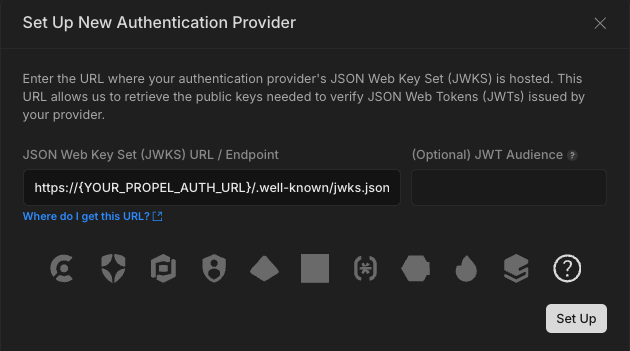 Set Up New Authentication Provider
Enter the URL where your authentication provider's JSON Web Key Set (JWKS) is hosted. This
URL allows us to retrieve the public keys needed to verify JSON Web Tokens (JWTs) issued by
your provider.
JSON Web Key Set (JWKS) URL / Endpoint
(Optional) JWT Audience ?
https://{YOUR_PROPEL_AUTH_URL}/.well-known/jwks.json
Where do I get this URL?
?
Set Up